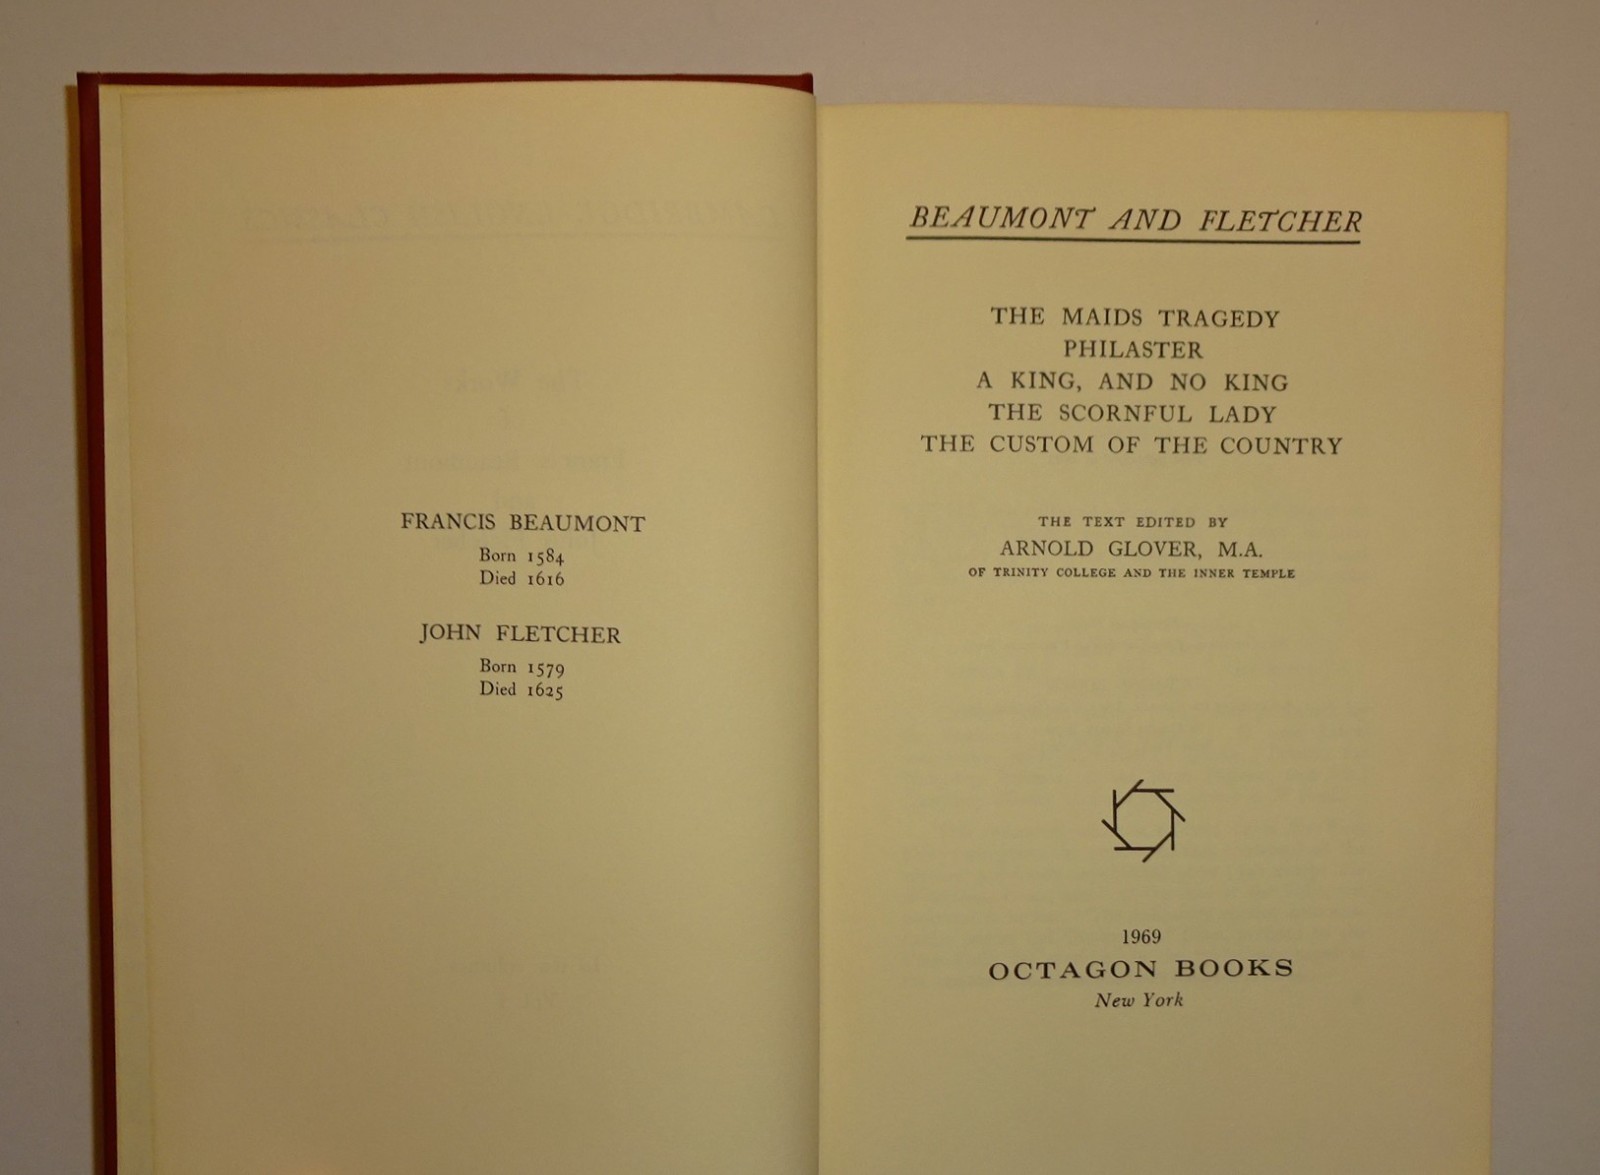 FRANCIS BEAUMONT
Born 1584
Died 1616
JOHN FLETCHER
Born 1579
Died 1625
BEAUMONT AND FLETCHER
THE MAIDS TRAGEDY
PHILASTER
A KING, AND NO KING
THE SCORNFUL LADY
THE CUSTOM OF THE COUNTRY
THE TEXT EDITED BY
ARNOLD GLOVER, M.A.
OF TRINITY COLLEGE AND THE INNER TEMPLE
1969
OCTAGON BOOKS
New York